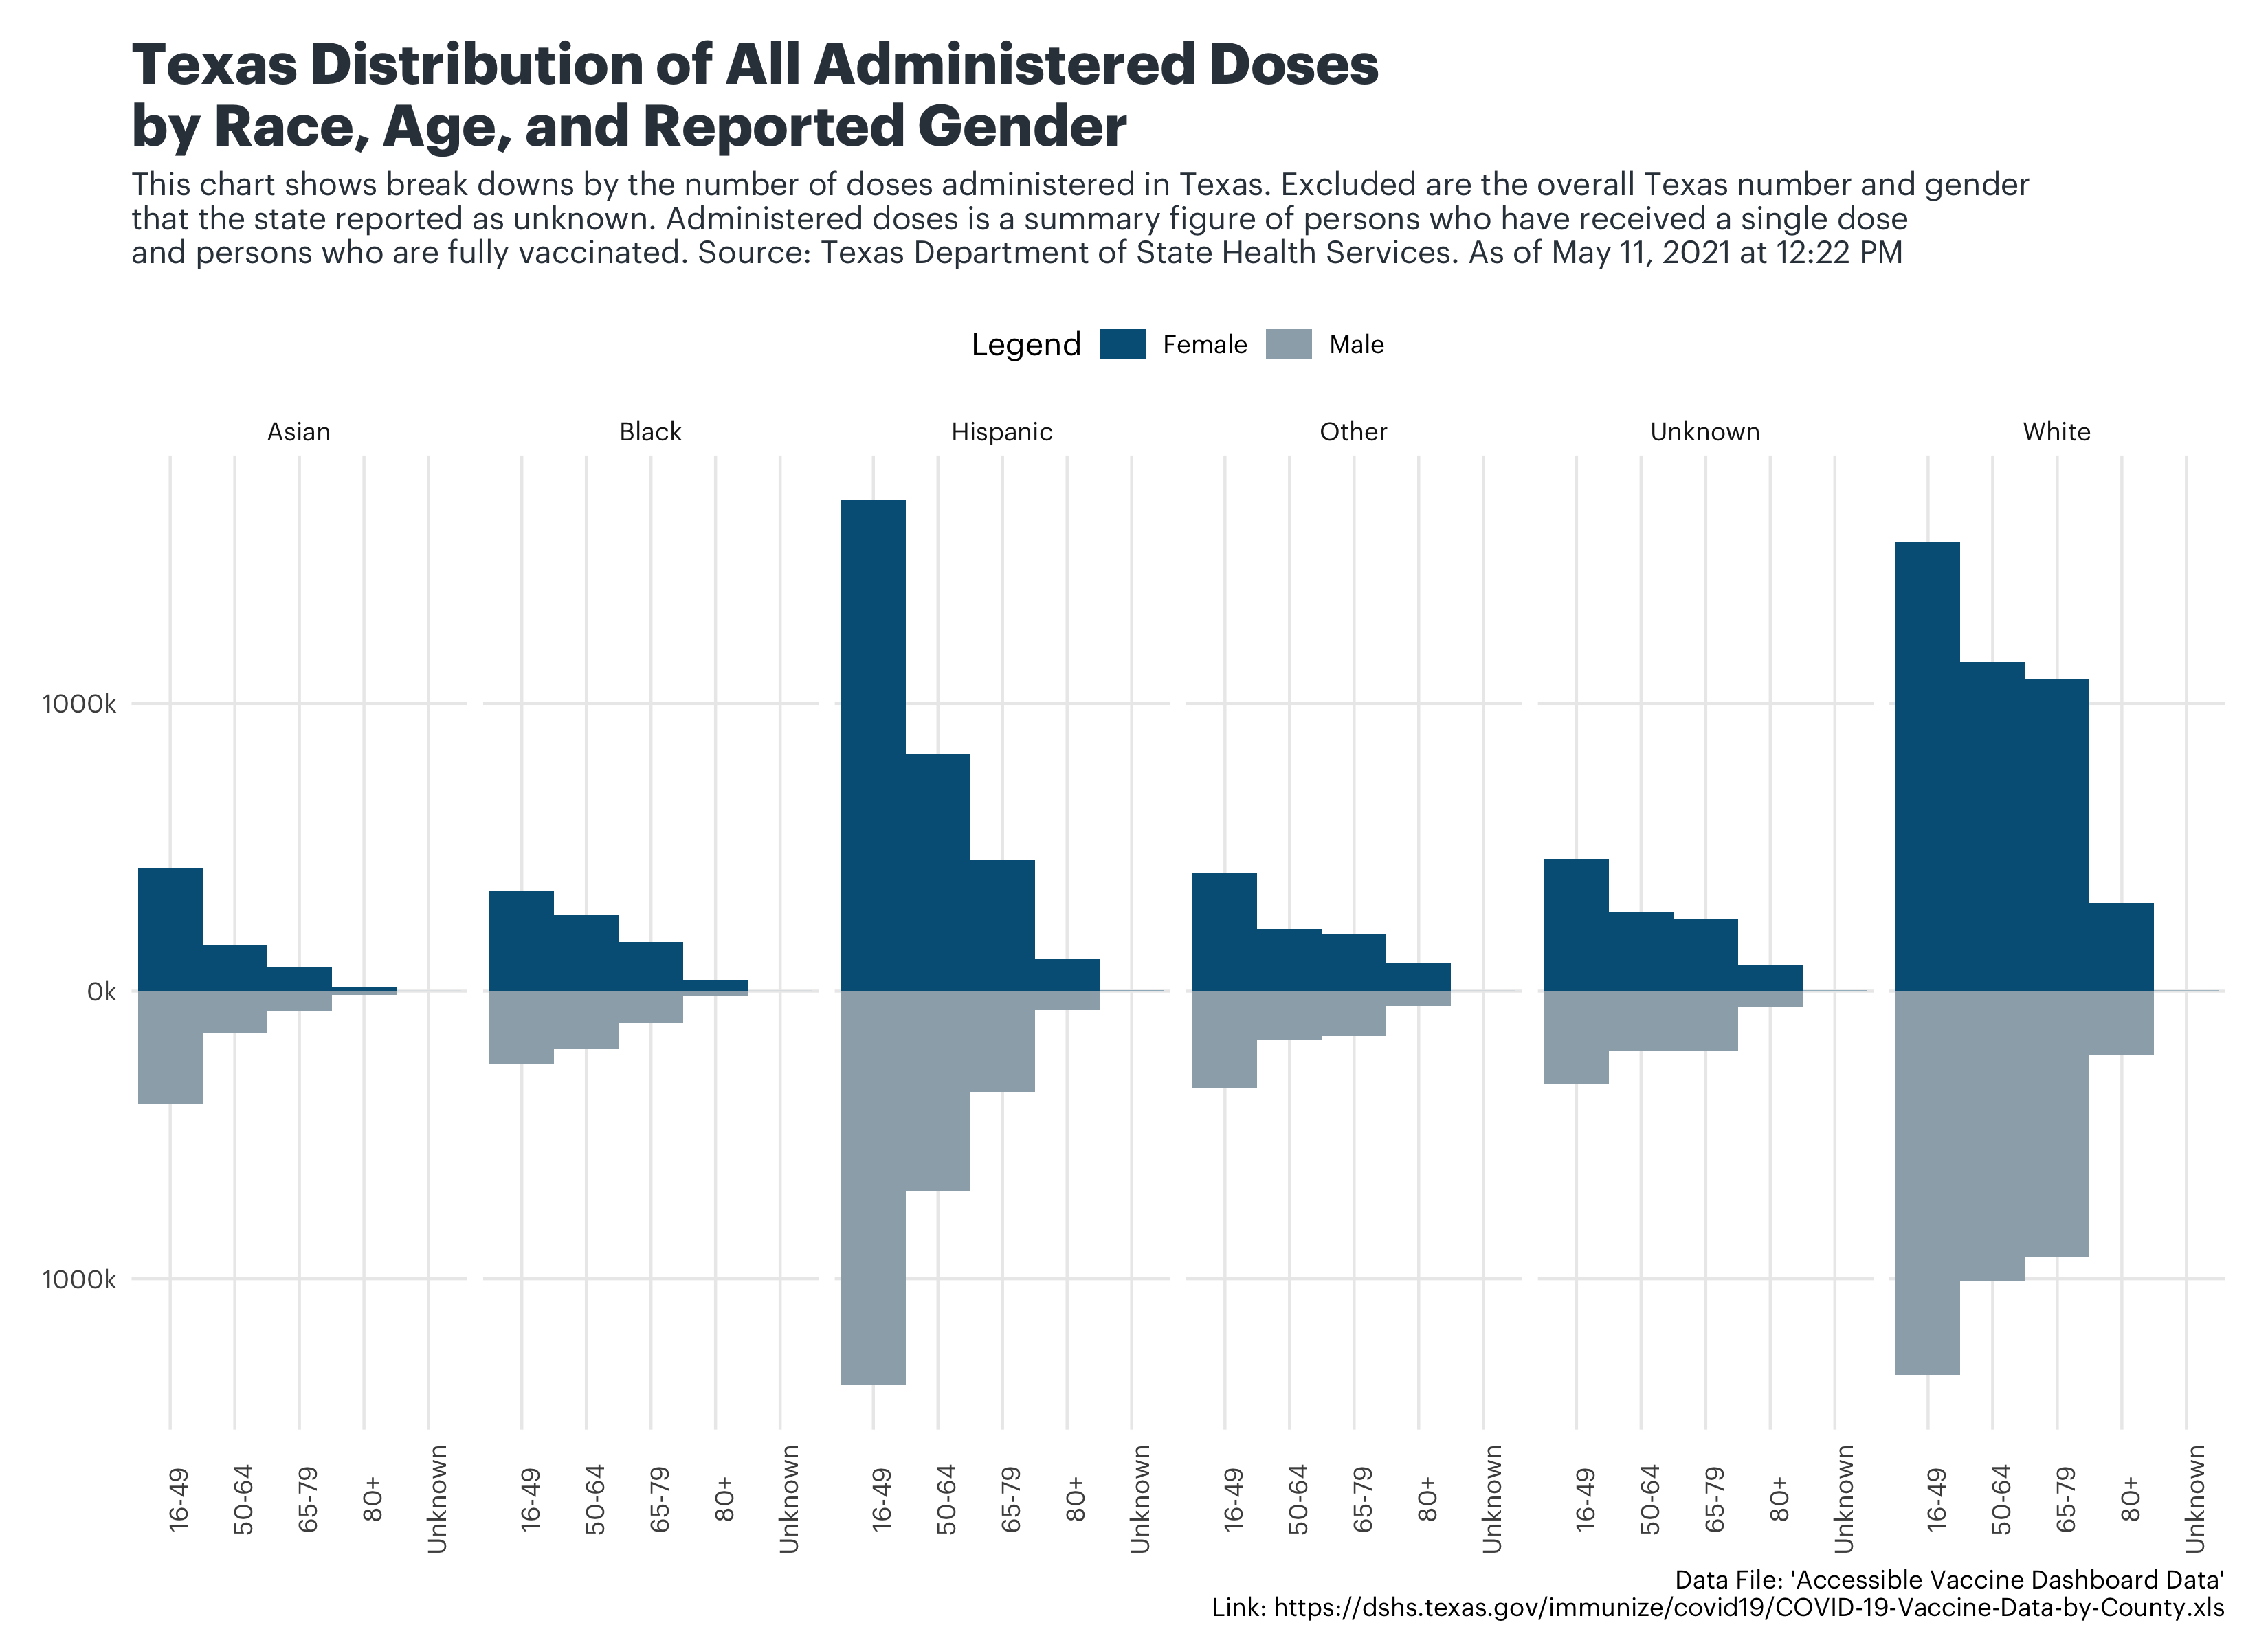 Texas Distribution of All Administered Doses
by Race, Age, and Reported Gender
This chart shows break downs by the number of doses administered in Texas. Excluded are the overall Texas number and gender
that the state reported as unknown. Administered doses is a summary figure of persons who have received a single dose
and persons who are fully vaccinated. Source: Texas Department of State Health Services. As of May 11, 2021 at 12:22 PM
Legend Female Male
Asian Black Hispanic Other Unknown White
1000k
0k
1000k
16-49 50-64 65-79 80+ Unknown 16-49 50-64 65-79 80+ Unknown 16-49 50-64 65-79 80+ Unknown 16-49 50-64 65-79 80+ Unknown 16-49 50-64 65-79 80+ Unknown 16-49 50-64 65-79 80+ Unknown
Data File: 'Accessible Vaccine Dashboard Data'
Link: https://dshs.texas.gov/immunize/covid19/COVID-19-Vaccine-Data-by-County.xls